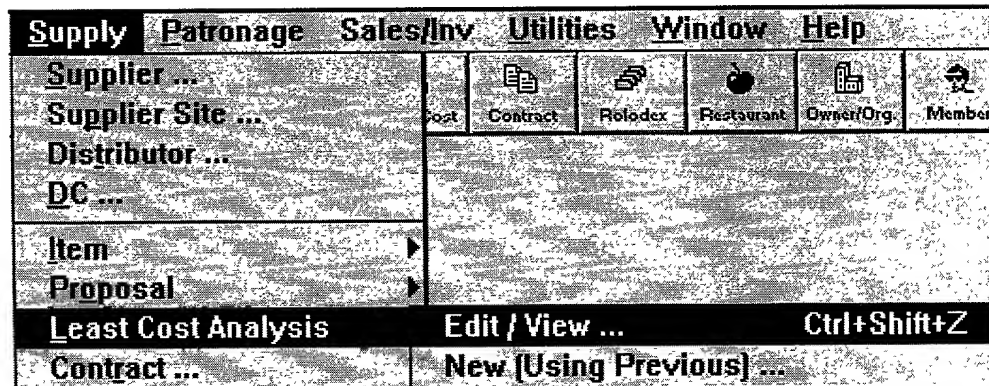 Supply Patronage Sales/Inv Utilities Window Help
Supplier ...
Cost Contract Rolodex Restaurant Owner/Org. Member
Supplier Site ...
Distributor ...
DC ...
Item
Proposal
Least Cost Analysis Edit / View ... Ctrl+Shift+Z
Contract ... New (Using Previous) ...